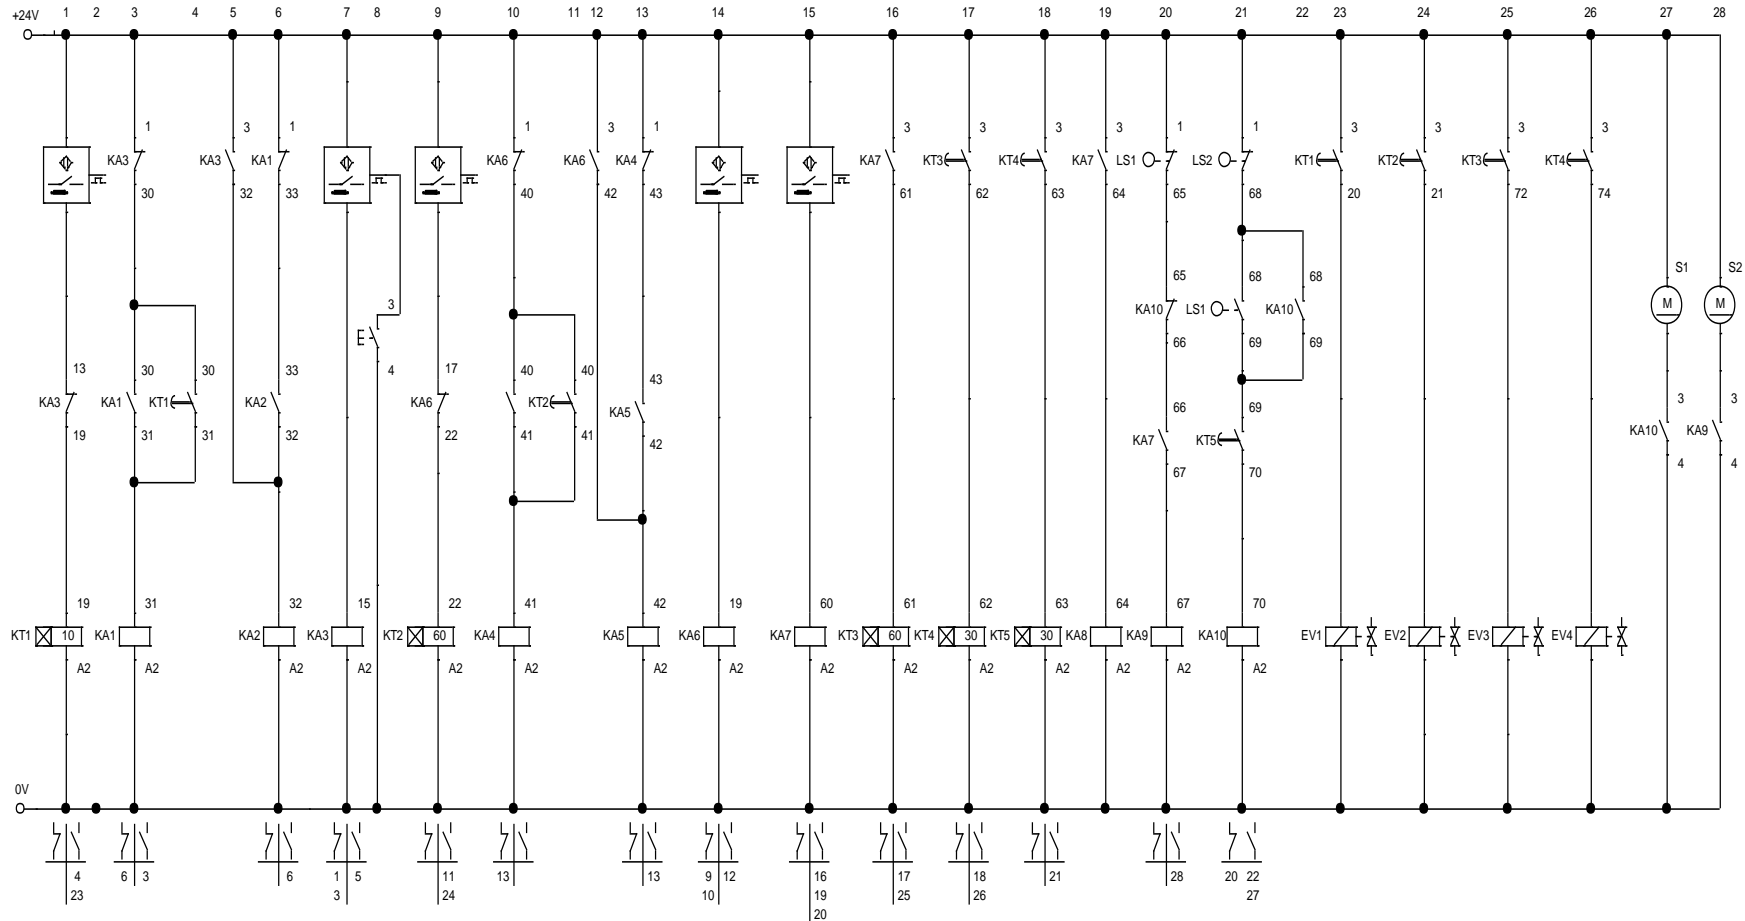 +24V 1 2 3 4 5 6 7 8 9 10 11 12 13 14 15 16 17 18 19 20 21 22 23 24 25 26 27 28
1 3 1 1 3 1 3 3 3 3 1 1 3 3 3 3
KA3 KA3 KA1 KA6 KA6 KA4 KA7 KT3 KT4 KA7 LS1 LS2 KT1 KT2 KT3 KT4
30 32 33 40 42 43 61 62 63 64 65 68 20 21 72 74
S1 S2
65 68 68
M M
3
KA10 LS1 KA10
66 69 69
13 30 30 33 4 17 40 40 43
KA3 KA1 KT1 KA2 KA6 KT2 KA5
3 3
66 69
19 31 31 32 22 41 41 42
KA7 KT5 KA10 KA9
67 70 4 4
19 31 32 15 22 41 42 19 60 61 62 63 64 67 70
KT1 10 KA1 KA2 KA3 KT2 60 KA4 KA5 KA6 KA7 KT3 60 KT4 30 KT5 30 KA8 KA9 KA10 EV1 EV2 EV3 EV4
A2 A2 A2 A2 A2 A2 A2 A2 A2 A2 A2 A2 A2 A2 A2
0V
4 6 3 6 1 5 11 13 13 9 12 16 17 18 21 28 20 22
23 3 24 10 19 25 26 27
20